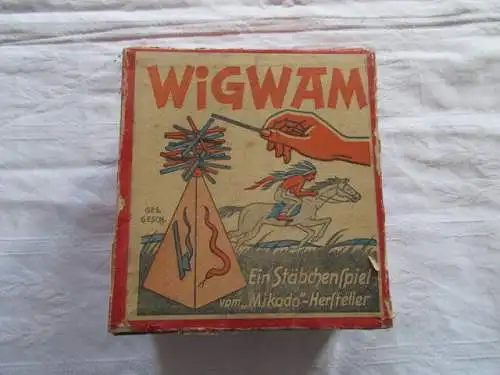 WiGWAM
GES.
GESCH.
Ein Stäbchenspiel
vom „Mikado"-Hersteller